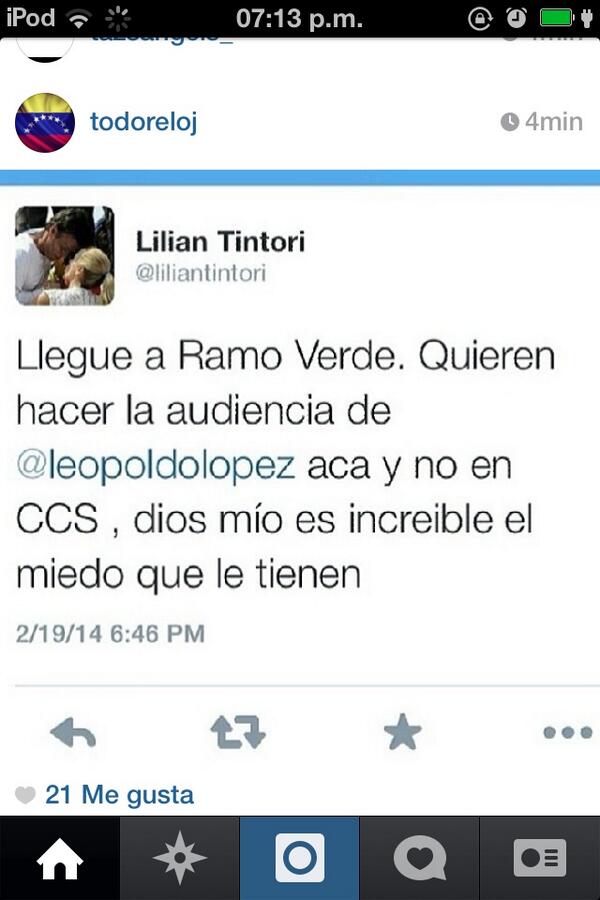 iPod 07:13 p.m.
todoreloj 4min
Lilian Tintori
@liliantintori
Llegue a Ramo Verde. Quieren
hacer la audiencia de
@leopoldolopez aca y no en
CCS , dios mío es increible el
miedo que le tienen
2/19/14 6:46 PM
21 Me gusta